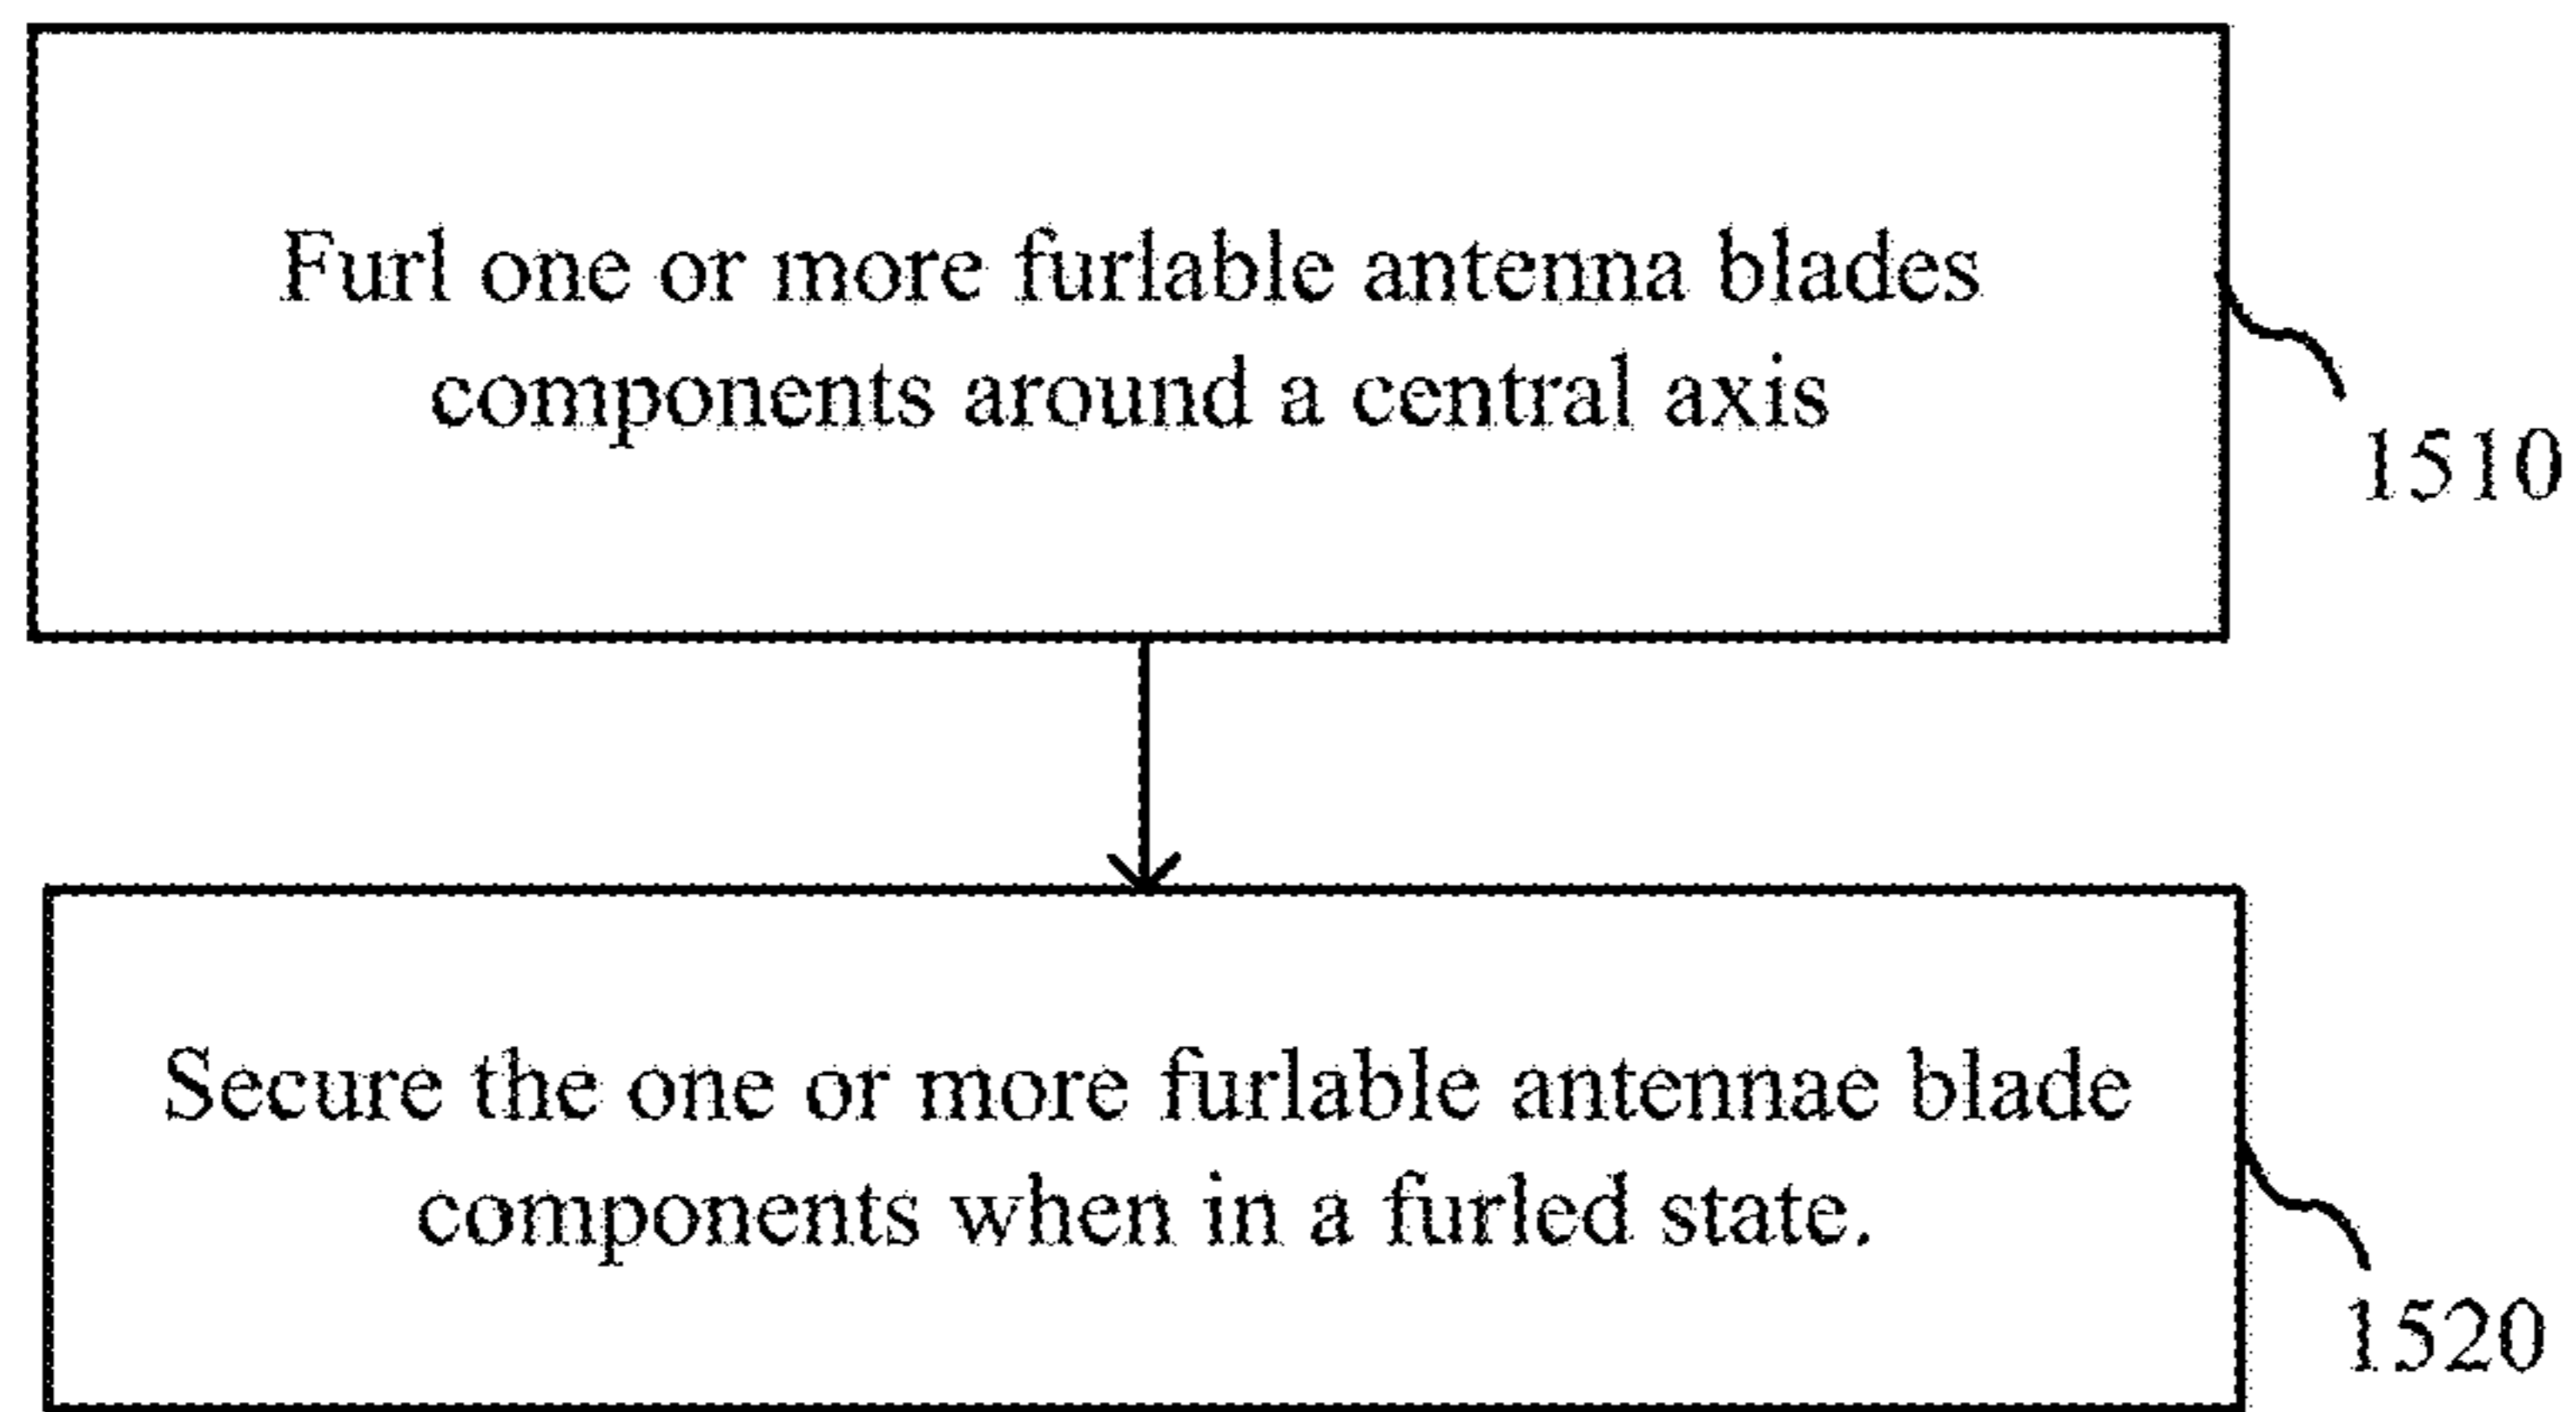 Furl one or more furlable antenna blades
components around a central axis
1510
Secure the one or more furlable antennae blade
components when in a furled state.
1520